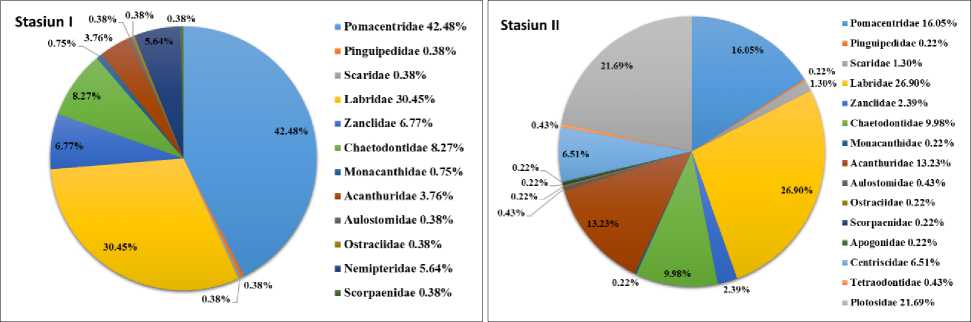 Stasiun I
0.38%
0.38%
0.38%
5.64%
3.76%
0.75%
8.27%
6.77%
30.45%
42.48%
0.38%
0.38%
Pomacentridae 42.48%
Pinguipedidae 0.38%
Scaridae 0.38%
Labridae 30.45%
Zanclidae 6.77%
Chaetodontidae 8.27%
Monacanthidae 0.75%
Acanthuridae 3.76%
Aulostomidae 0.38%
Ostraciidae 0.38%
Nemipteridae 5.64%
Scorpaenidae 0.38%
Stasiun II
16.05%
21.69%
0.22%
1.30%
0.43%
6.51%
0.22%
0.22%
0.22%
0.43%
26.90%
13.23%
9.98%
0.22%
2.39%
Pomacentridae 16.05%
Pinguipedidae 0.22%
Scaridae 1.30%
Labridae 26.90%
Zanclidae 2.39%
Chaetodontidae 9.98%
Monacanthidae 0.22%
Acanthuridae 13.23%
Aulostomidae 0.43%
Ostraciidae 0.22%
Scorpaenidae 0.22%
Apogonidae 0.22%
Centriscidae 6.51%
Tetraodontidae 0.43%
Plotosidae 21.69%